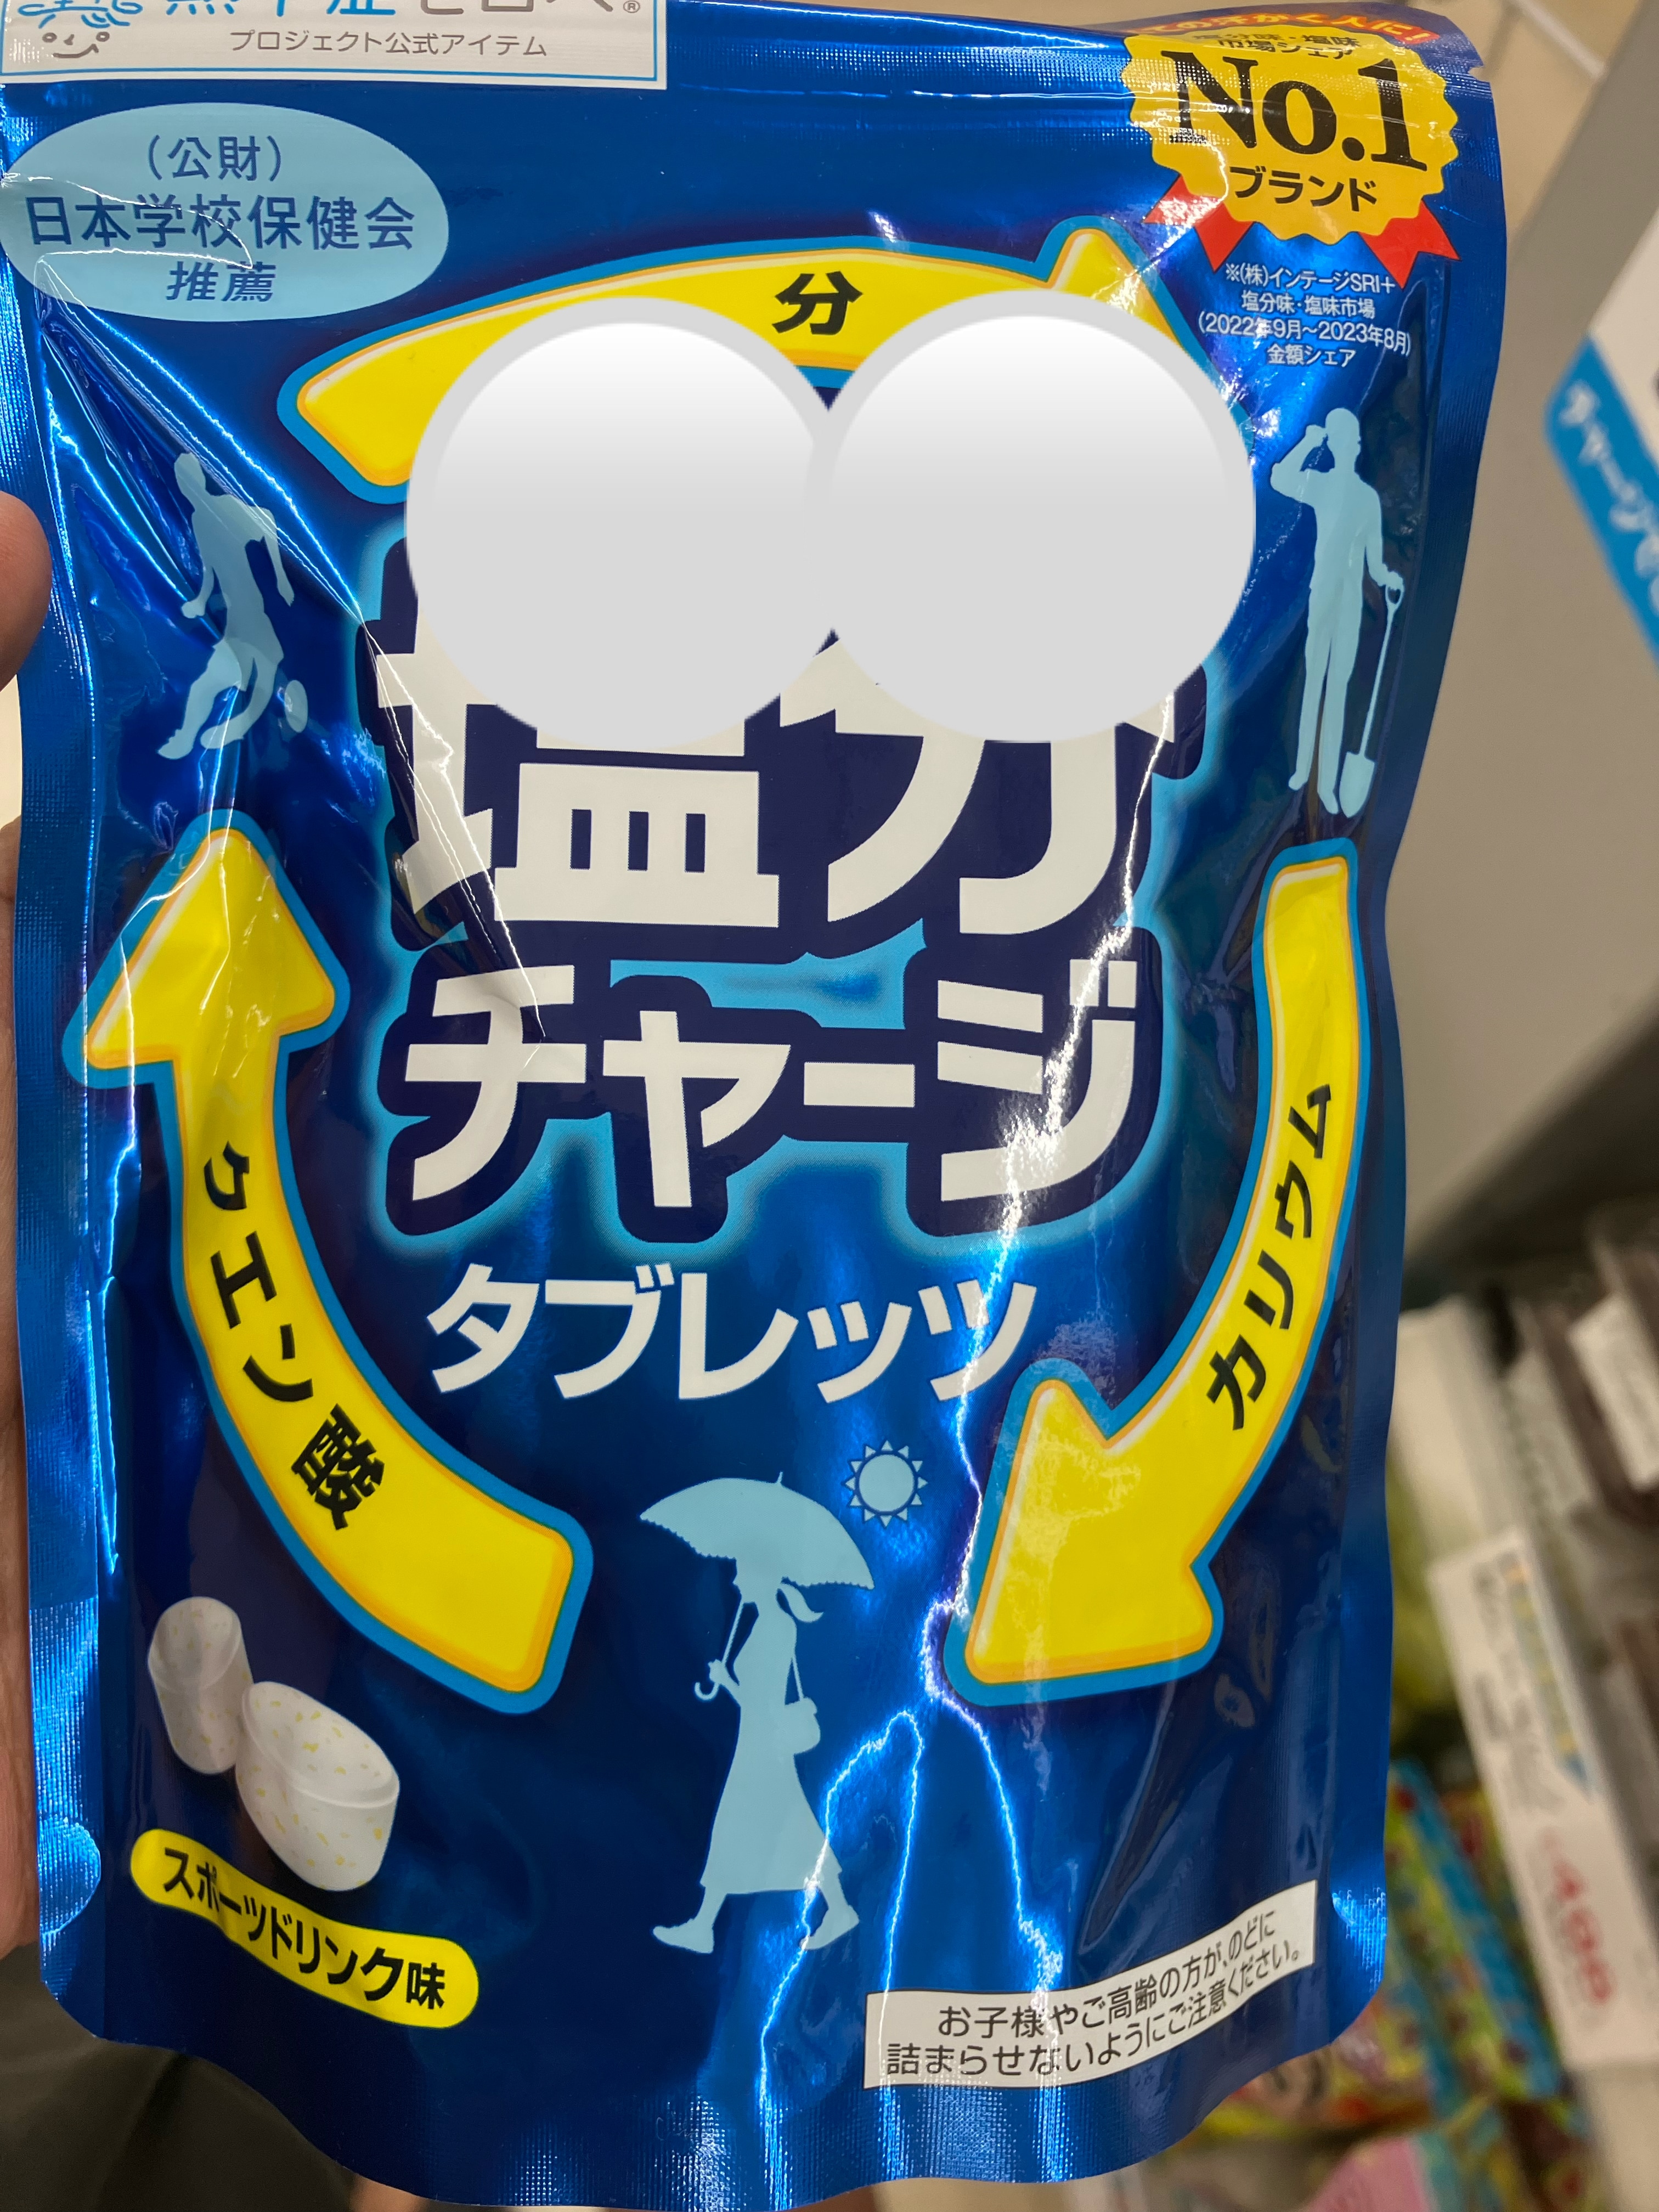 プロジェクト公式アイテム
(公財)
日本学校保健会
推薦
市場シェア
No.1
ブランド
※(株)インテージSRI+
塩分味・塩味市場
(2022年9月〜2023年8月)
金額シェア
分
塩分
チャージ
タブレッツ
カリウム
クエン酸
スポーツドリンク味
お子様やご高齢の方が、のどに
詰まらせないようにご注意ください。